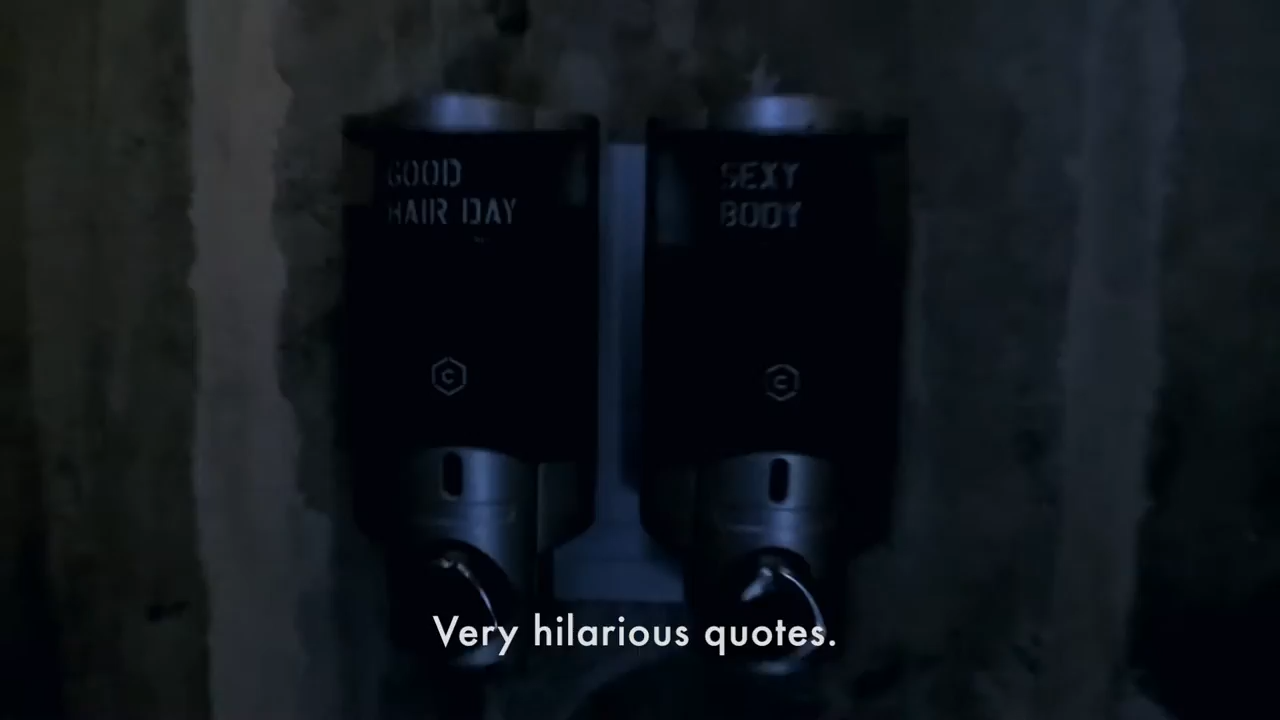 GOOD
HAIR DAY
SEXY
BODY
C
C
Very hilarious quotes.